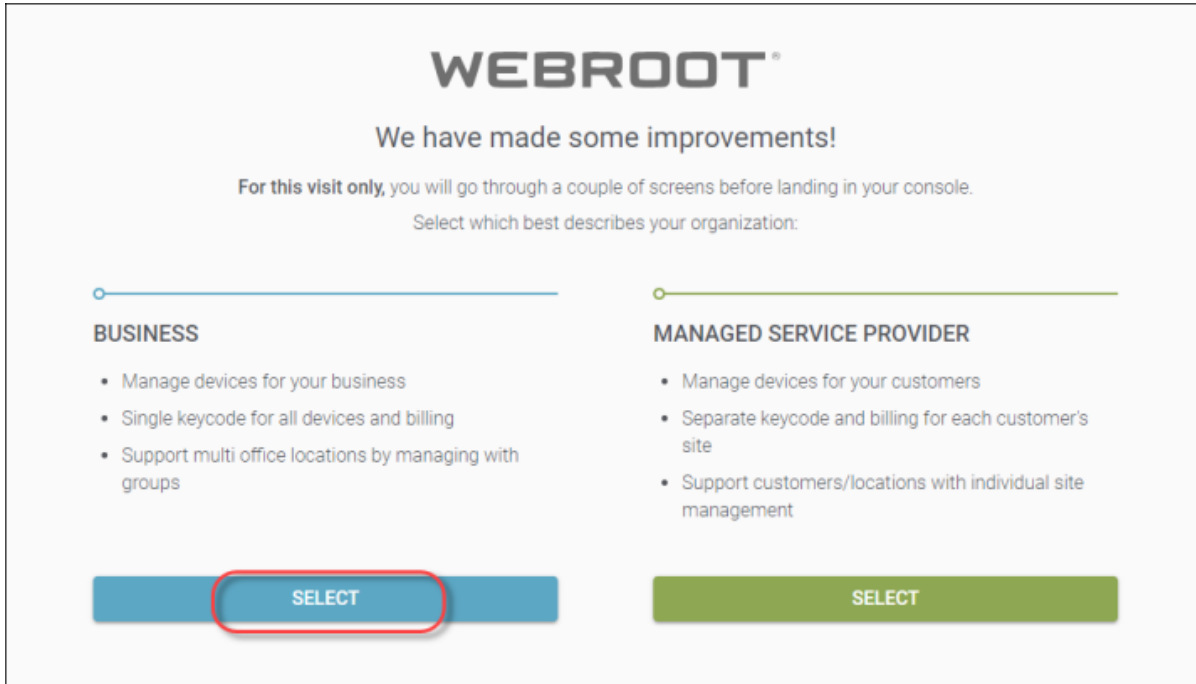 WEBROOT®
We have made some improvements!
For this visit only, you will go through a couple of screens before landing in your console.
Select which best describes your organization:
BUSINESS
• Manage devices for your business
• Single keycode for all devices and billing
• Support multi office locations by managing with
groups
SELECT
MANAGED SERVICE PROVIDER
• Manage devices for your customers
• Separate keycode and billing for each customer's
site
• Support customers/locations with individual site
management
SELECT